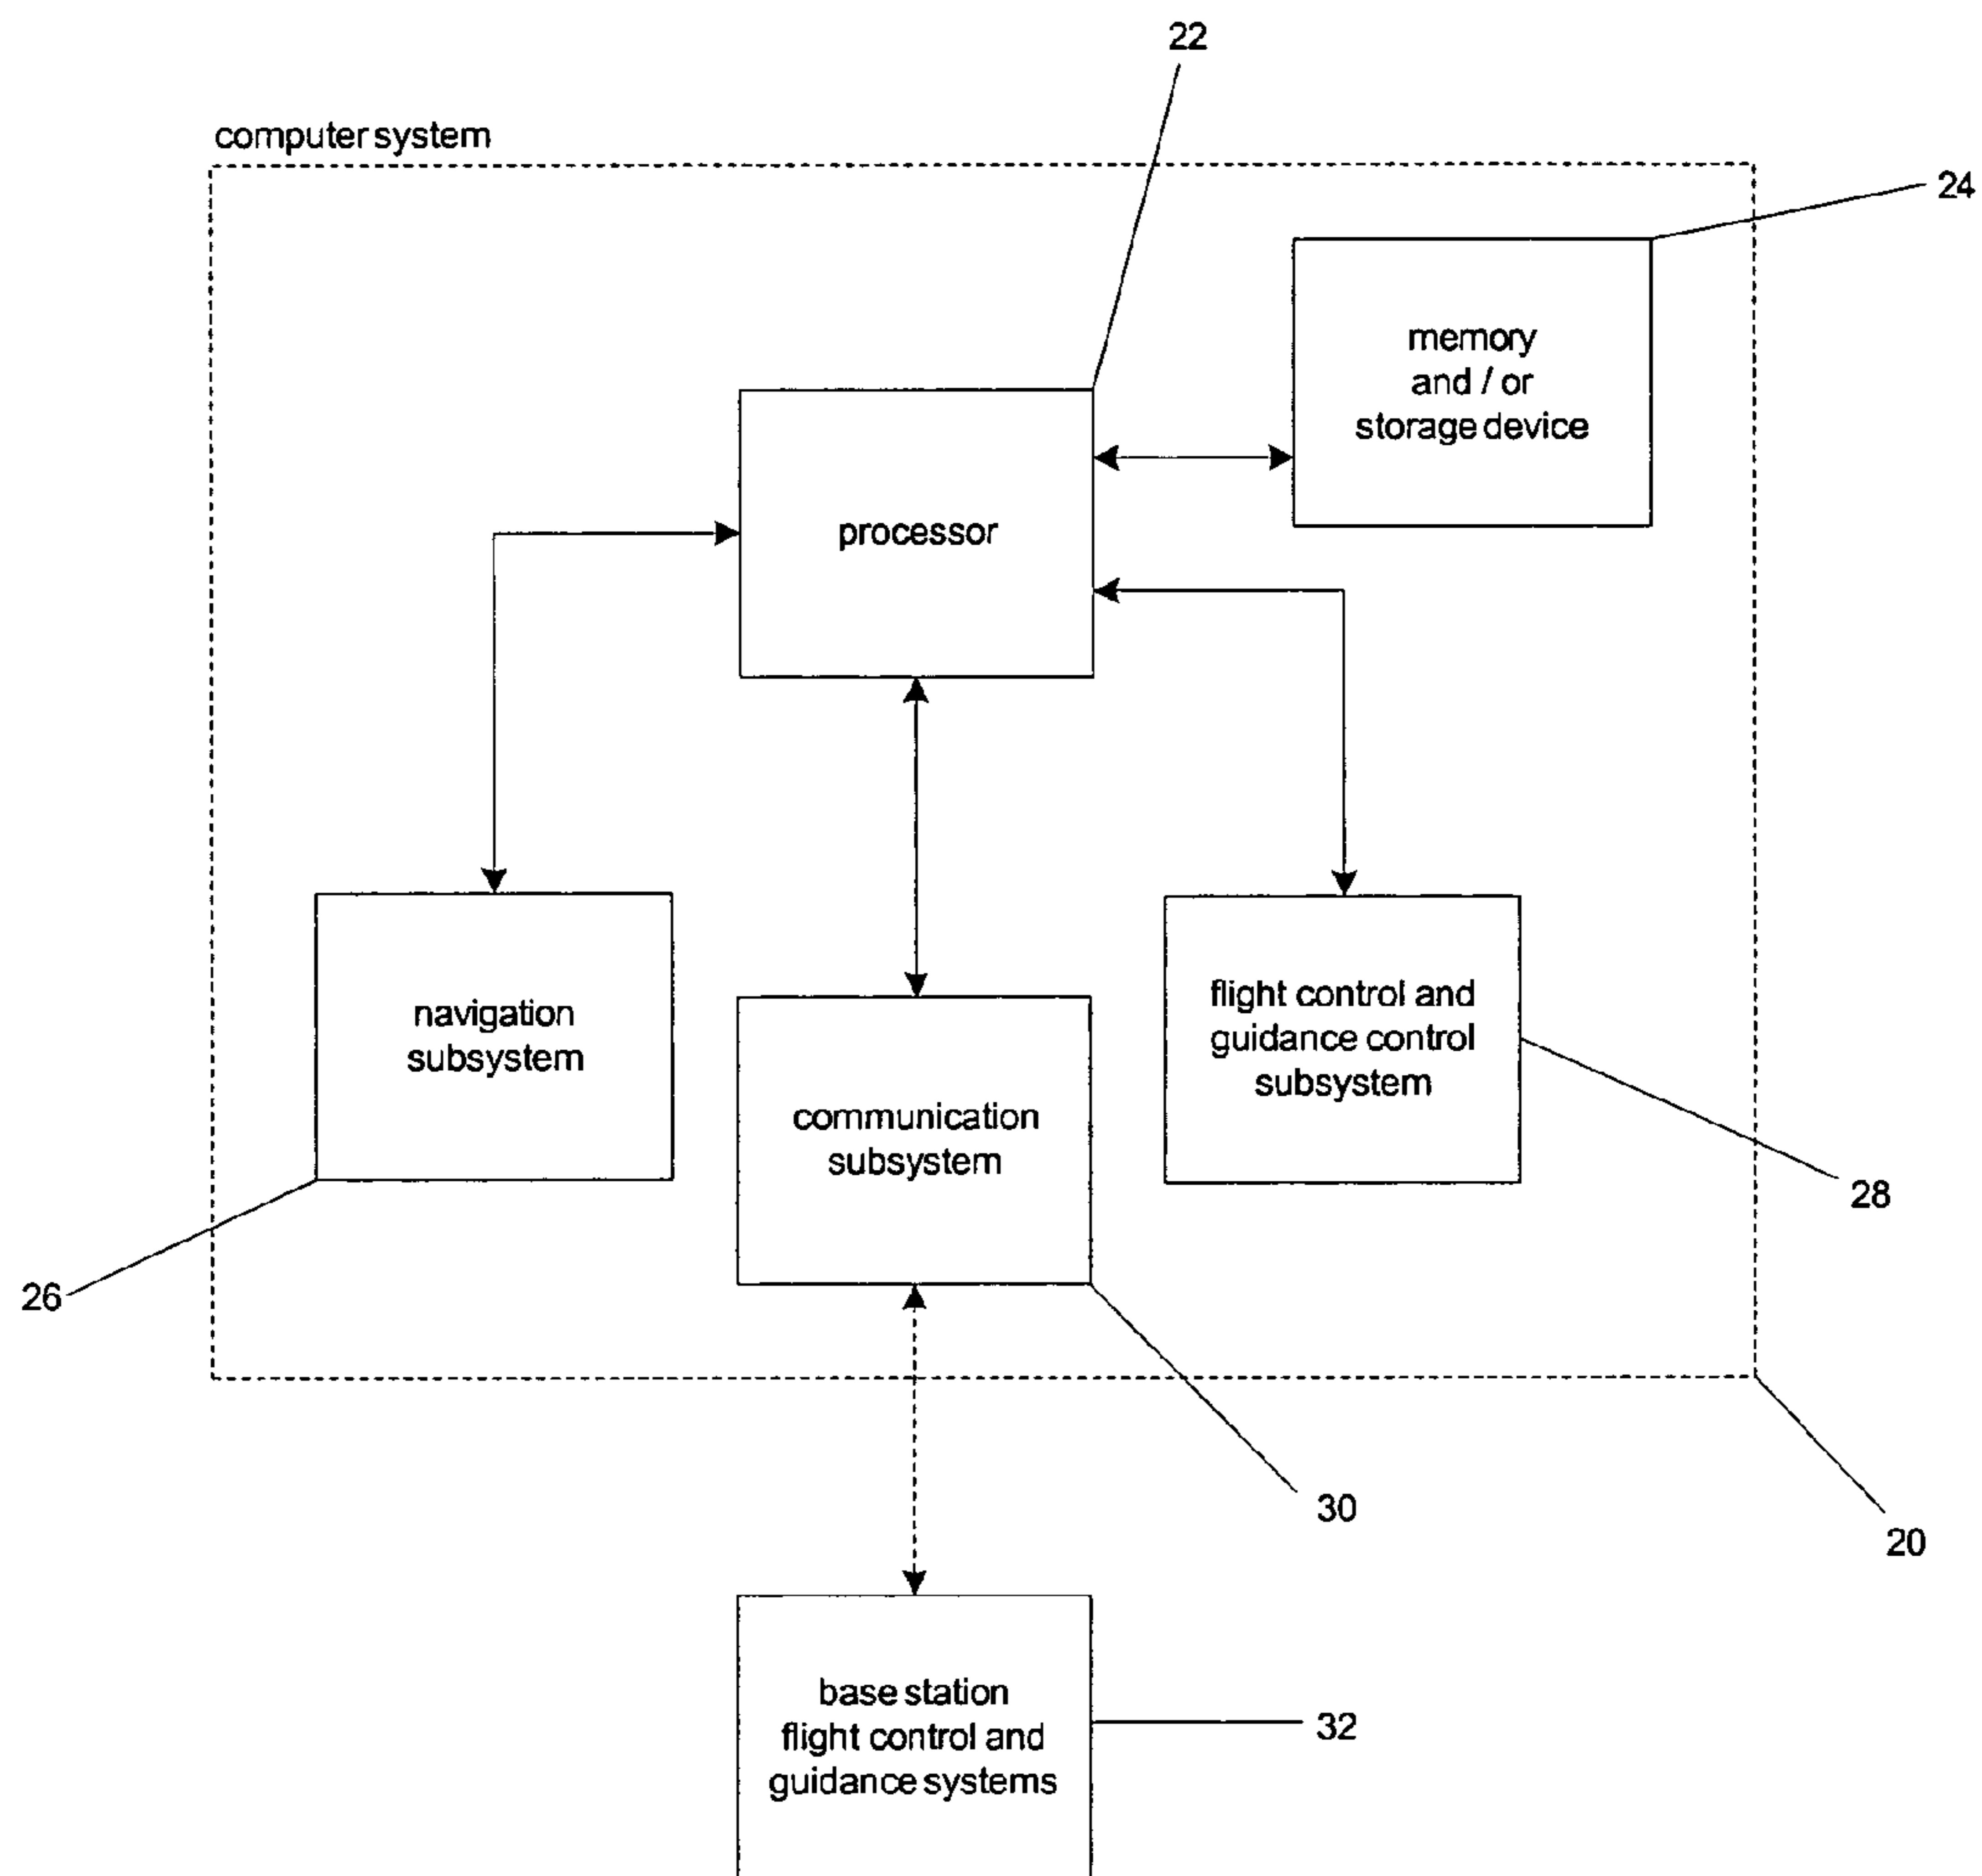 22
computer system
24
memory
and / or
storage device
processor
navigation
subsystem
flight control and
guidance control
subsystem
communication
subsystem
28
26
30
20
base station
flight control and
guidance systems
32